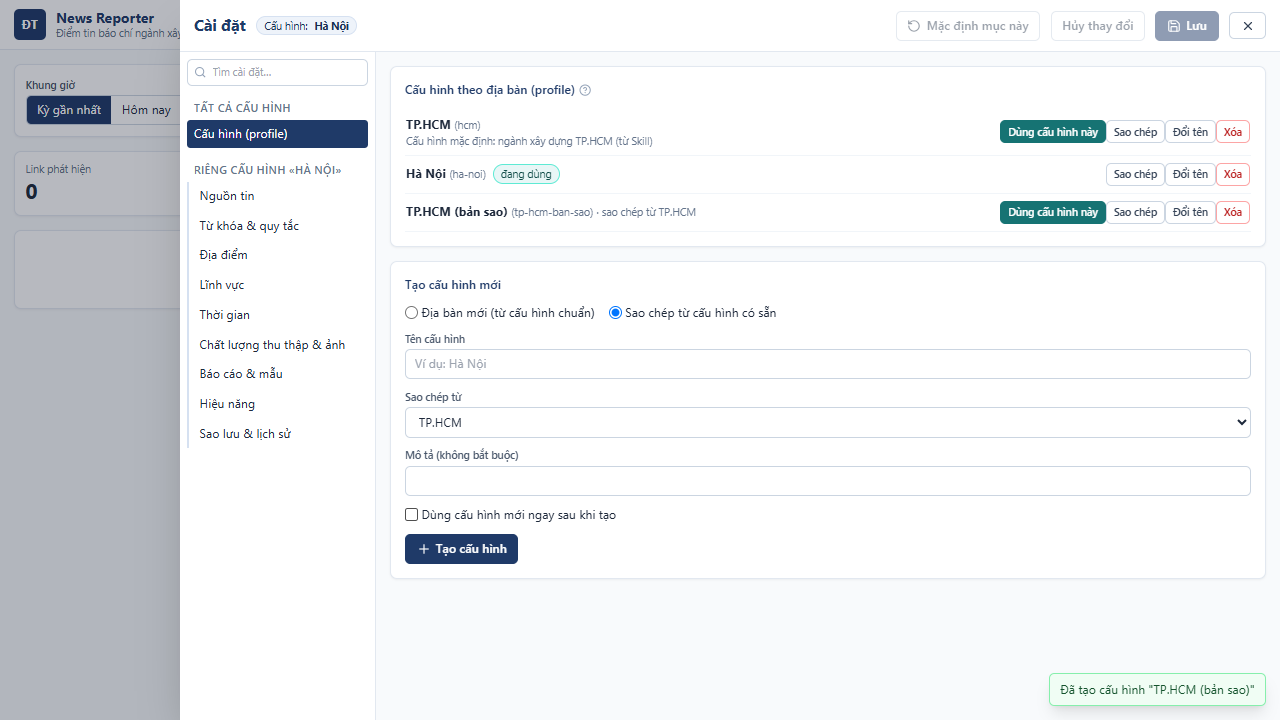 ĐT
News Reporter
Điểm tin báo chí ngành xây
Cài đặt
Cấu hình: Hà Nội
Mặc định mục này
Hủy thay đổi
Lưu
Khung giờ
Kỳ gần nhất
Hôm nay
Link phát hiện
0
Tìm cài đặt...
TẤT CẢ CẤU HÌNH
Cấu hình (profile)
RIÊNG CẤU HÌNH «HÀ NỘI»
Nguồn tin
Từ khóa & quy tắc
Địa điểm
Lĩnh vực
Thời gian
Chất lượng thu thập & ảnh
Báo cáo & mẫu
Hiệu năng
Sao lưu & lịch sử
Cấu hình theo địa bàn (profile)
TP.HCM (hcm)
Cấu hình mặc định: ngành xây dựng TP.HCM (từ Skill)
Dùng cấu hình này Sao chép Đổi tên Xóa
Hà Nội (ha-noi) đang dùng
Sao chép Đổi tên Xóa
TP.HCM (bản sao) (tp-hcm-ban-sao) · sao chép từ TP.HCM
Dùng cấu hình này Sao chép Đổi tên Xóa
Tạo cấu hình mới
Địa bàn mới (từ cấu hình chuẩn) Sao chép từ cấu hình có sẵn
Tên cấu hình
Ví dụ: Hà Nội
Sao chép từ
TP.HCM
Mô tả (không bắt buộc)
Dùng cấu hình mới ngay sau khi tạo
Tạo cấu hình
Đã tạo cấu hình "TP.HCM (bản sao)"